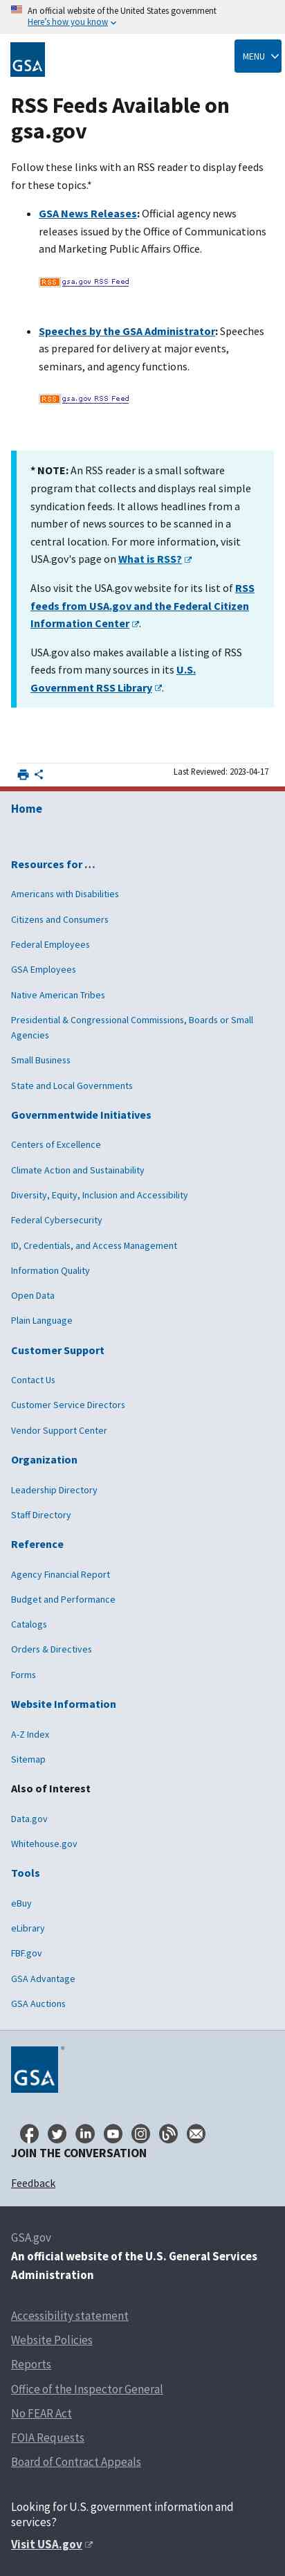 An official website of the United States government
Here's how you know
GSA
MENU
RSS Feeds Available on
gsa.gov
Follow these links with an RSS reader to display feeds
for these topics.*
• GSA News Releases: Official agency news
releases issued by the Office of Communications
and Marketing Public Affairs Office.
RSS gsa.gov RSS Feed
• Speeches by the GSA Administrator: Speeches
as prepared for delivery at major events,
seminars, and agency functions.
RSS gsa.gov RSS Feed
* NOTE: An RSS reader is a small software
program that collects and displays real simple
syndication feeds. It allows headlines from a
number of news sources to be scanned in a
central location. For more information, visit
USA.gov's page on What is RSS?
Also visit the USA.gov website for its list of RSS
feeds from USA.gov and the Federal Citizen
Information Center.
USA.gov also makes available a listing of RSS
feeds from many sources in its U.S.
Government RSS Library.
Last Reviewed: 2023-04-17
Home
Resources for …
Americans with Disabilities
Citizens and Consumers
Federal Employees
GSA Employees
Native American Tribes
Presidential & Congressional Commissions, Boards or Small
Agencies
Small Business
State and Local Governments
Governmentwide Initiatives
Centers of Excellence
Climate Action and Sustainability
Diversity, Equity, Inclusion and Accessibility
Federal Cybersecurity
ID, Credentials, and Access Management
Information Quality
Open Data
Plain Language
Customer Support
Contact Us
Customer Service Directors
Vendor Support Center
Organization
Leadership Directory
Staff Directory
Reference
Agency Financial Report
Budget and Performance
Catalogs
Orders & Directives
Forms
Website Information
A-Z Index
Sitemap
Also of Interest
Data.gov
Whitehouse.gov
Tools
eBuy
eLibrary
FBF.gov
GSA Advantage
GSA Auctions
GSA ®
JOIN THE CONVERSATION
Feedback
GSA.gov
An official website of the U.S. General Services
Administration
Accessibility statement
Website Policies
Reports
Office of the Inspector General
No FEAR Act
FOIA Requests
Board of Contract Appeals
Looking for U.S. government information and
services?
Visit USA.gov